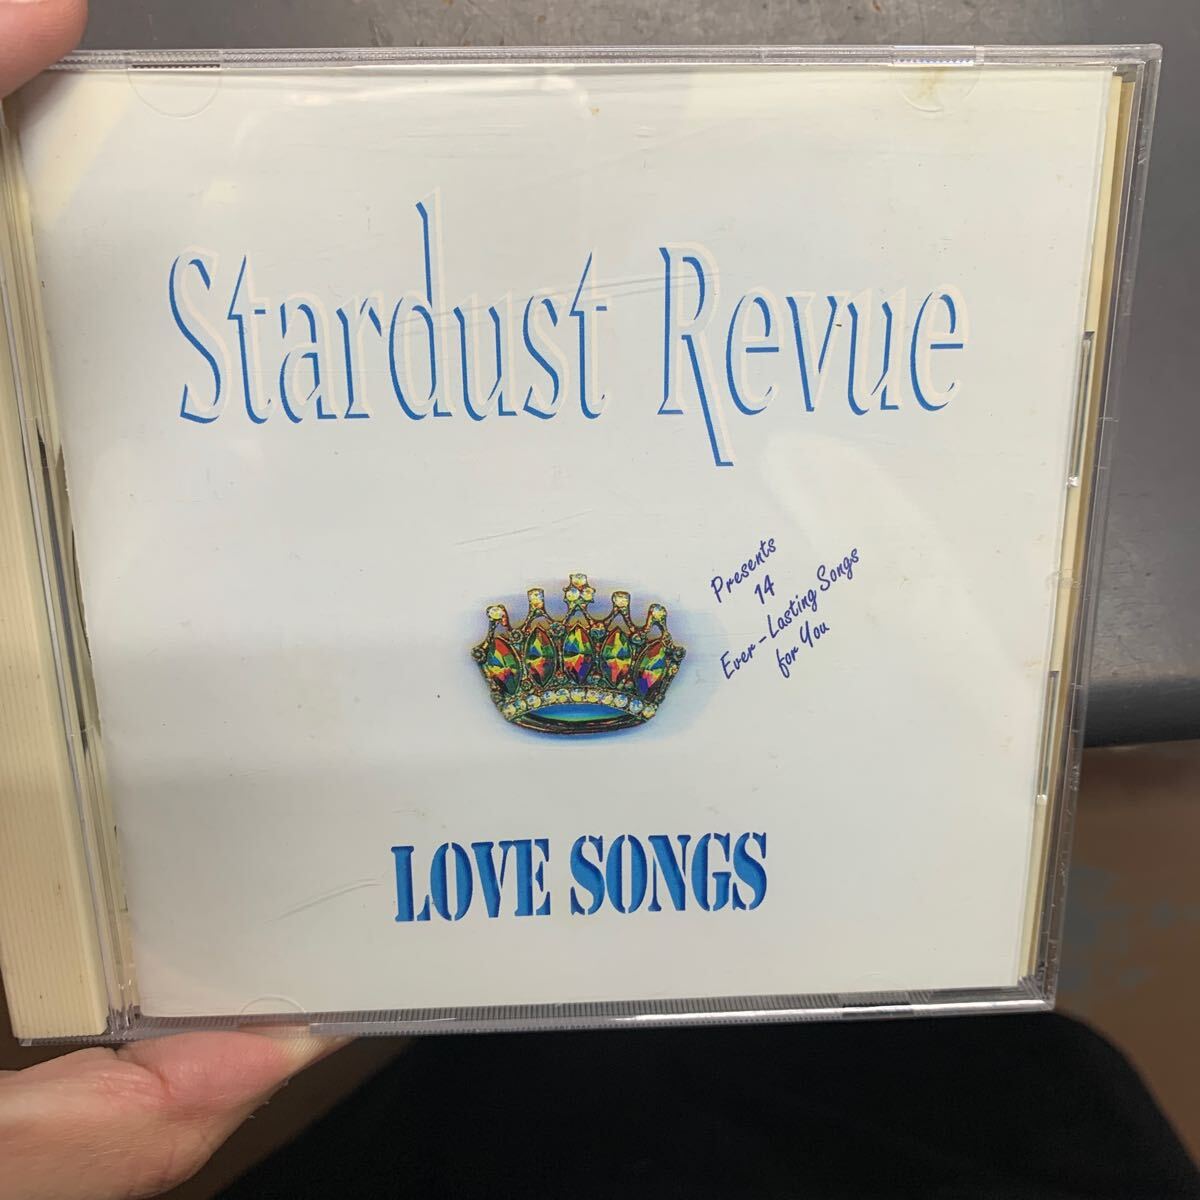 Stardust Revue
Presents
14
Ever-Lasting Songs
for You
LOVE SONGS